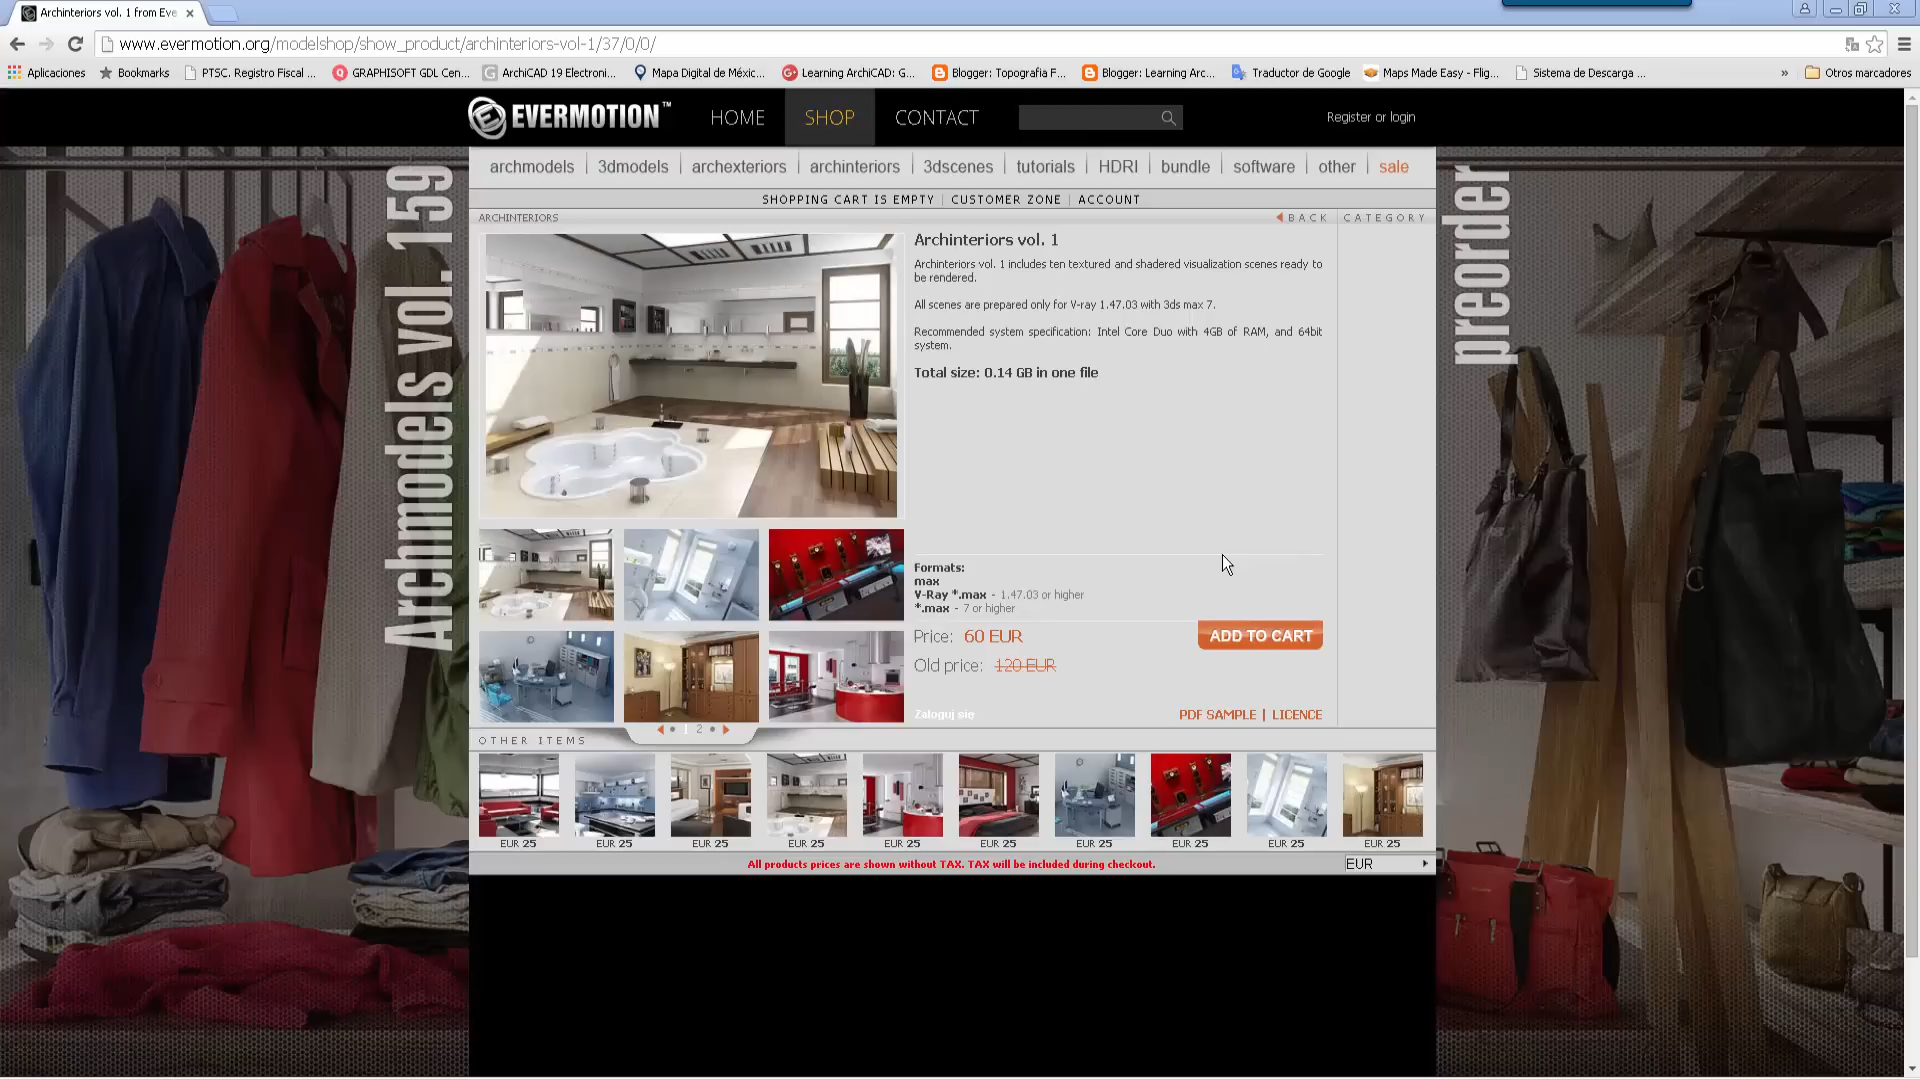 Archinteriors vol. 1 from Eve
www.evermotion.org/modelshop/show_product/archinteriors-vol-1/37/0/0/
Aplicaciones
Bookmarks
PTSC. Registro Fiscal ...
GRAPHISOFT GDL Cen...
ArchiCAD 19 Electroni...
Mapa Digital de Méxic...
Learning ArchiCAD: G...
Blogger: Topografia F...
Blogger: Learning Arc...
Traductor de Google
Maps Made Easy - Flig...
Sistema de Descarga ...
»
Otros marcadores
EVERMOTION™
HOME
SHOP
CONTACT
Register or login
archmodels | 3dmodels | archexteriors | archinteriors | 3dscenes | tutorials | HDRI | bundle | software | other | sale
SHOPPING CART IS EMPTY | CUSTOMER ZONE | ACCOUNT
ARCHINTERIORS
BACK
CATEGORY
Archmodels vol. 159
preorder
Archinteriors vol. 1
Archinteriors vol. 1 includes ten textured and shadered visualization scenes ready to
be rendered.
All scenes are prepared only for V-ray 1.47.03 with 3ds max 7.
Recommended system specification: Intel Core Duo with 4GB of RAM, and 64bit
system.
Total size: 0.14 GB in one file
Formats:
max
V-Ray *.max - 1.47.03 or higher
*.max - 7 or higher
Price: 60 EUR
ADD TO CART
Old price: 120 EUR
Zaloguj się
PDF SAMPLE | LICENCE
1 2
OTHER ITEMS
EUR 25
EUR 25
EUR 25
EUR 25
EUR 25
EUR 25
EUR 25
EUR 25
EUR 25
EUR 25
All products prices are shown without TAX. TAX will be included during checkout.
EUR